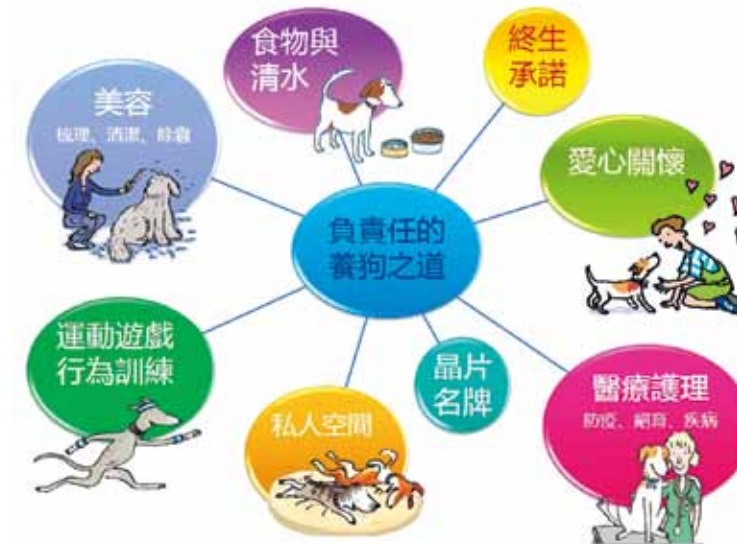 食物與
清水
終生
承諾
美容
梳理、清潔、除蟲
愛心關懷
負責任的
養狗之道
運動遊戲
行為訓練
晶片
名牌
私人空間
醫療護理
防疫、絕育、疾病